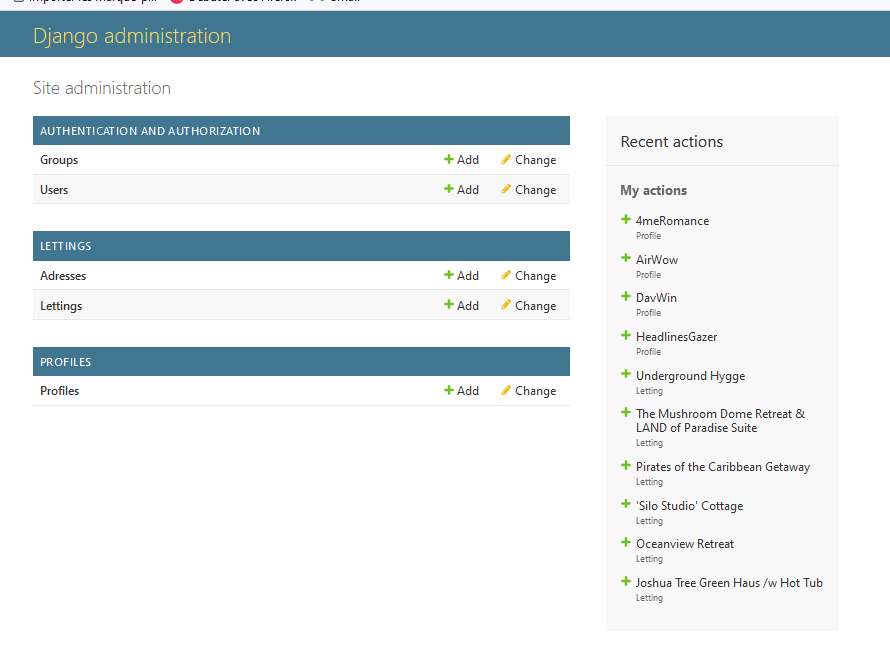 Django administration
Site administration
AUTHENTICATION AND AUTHORIZATION
Groups Add Change
Users Add Change
LETTINGS
Adresses Add Change
Lettings Add Change
PROFILES
Profiles Add Change
Recent actions
My actions
4meRomance
Profile
AirWow
Profile
DavWin
Profile
HeadlinesGazer
Profile
Underground Hygge
Letting
The Mushroom Dome Retreat &
LAND of Paradise Suite
Letting
Pirates of the Caribbean Getaway
Letting
'Silo Studio' Cottage
Letting
Oceanview Retreat
Letting
Joshua Tree Green Haus /w Hot Tub
Letting